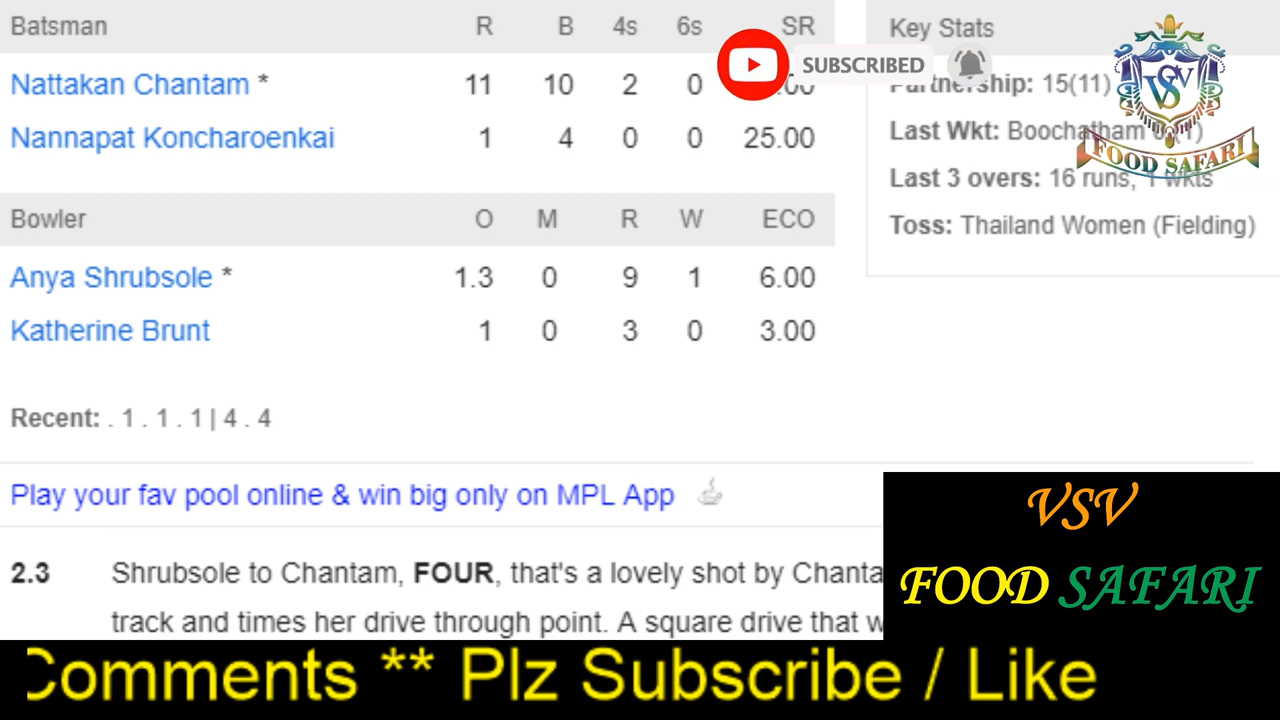 Batsman R B 4s 6s SR
Nattakan Chantam * 11 10 2 0 .00
Nannapat Koncharoenkai 1 4 0 0 25.00
Bowler O M R W ECO
Anya Shrubsole * 1.3 0 9 1 6.00
Katherine Brunt 1 0 3 0 3.00
Recent: . 1 . 1 . 1 | 4 . 4
Play your fav pool online & win big only on MPL App
2.3 Shrubsole to Chantam, FOUR, that's a lovely shot by Chanta
track and times her drive through point. A square drive that w
SUBSCRIBED
Key Stats
Partnership: 15(11)
Last Wkt: Boochatham
Last 3 overs: 16 runs, 1 wkts
Toss: Thailand Women (Fielding)
VSV
FOOD SAFARI
VSV
FOOD SAFARI
Comments ** Plz Subscribe / Like